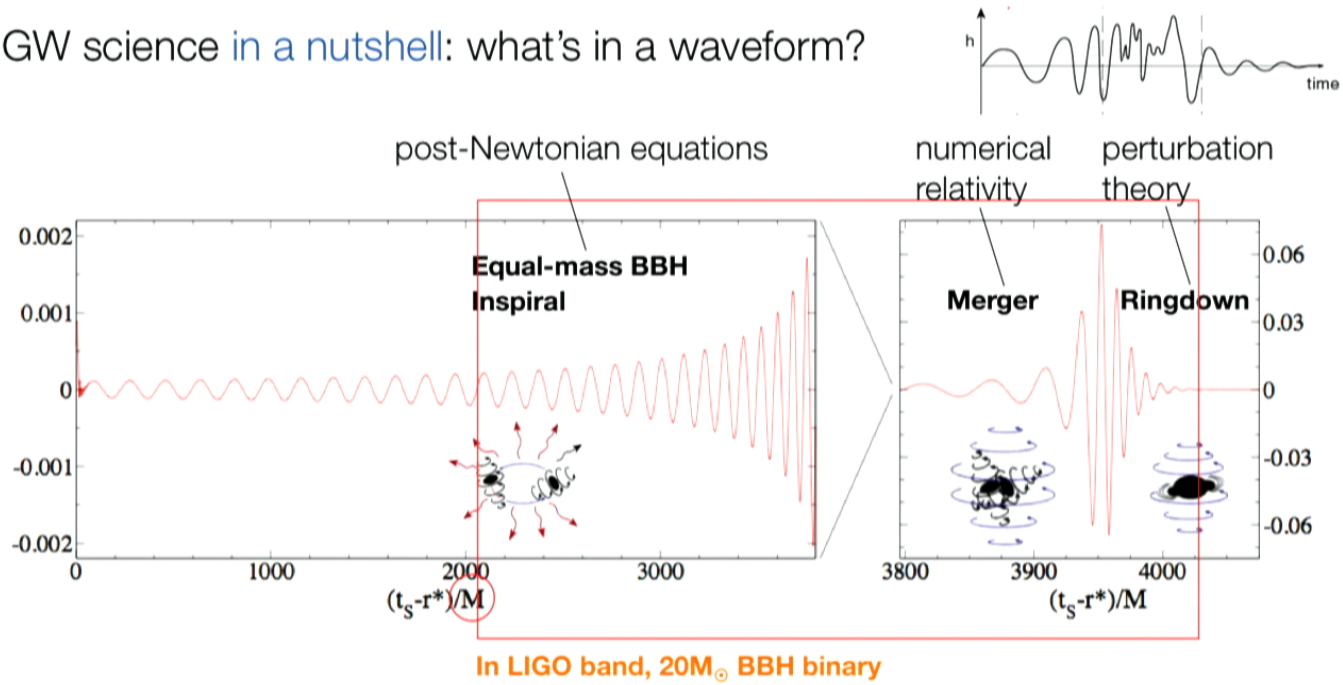 GW science in a nutshell: what's in a waveform?
h
time
post-Newtonian equations
numerical
relativity
perturbation
theory
Equal-mass BBH
Inspiral
0.002
0.001
0
-0.001
-0.002
0 1000 2000 3000
(tₛ-r*)/M
Merger
Ringdown
0.06
0.03
0
-0.03
-0.06
3800 3900 4000
(tₛ-r*)/M
In LIGO band, 20M☉ BBH binary